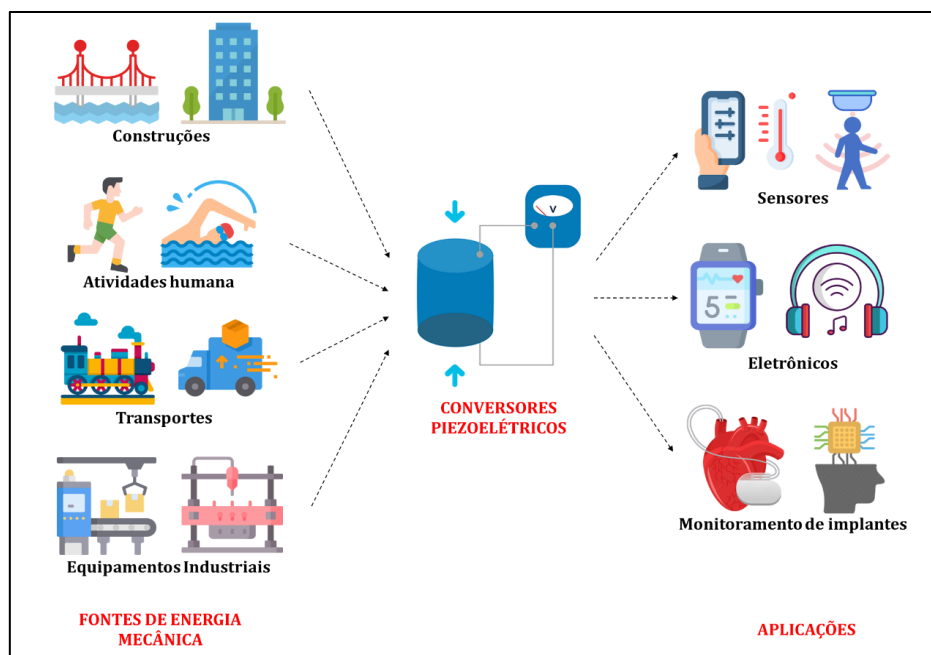 Construções
Atividades humana
Transportes
Equipamentos Industriais
FONTES DE ENERGIA
MECÂNICA
V
CONVERSORES
PIEZOELÉTRICOS
Sensores
5
Eletrônicos
Monitoramento de implantes
APLICAÇÕES